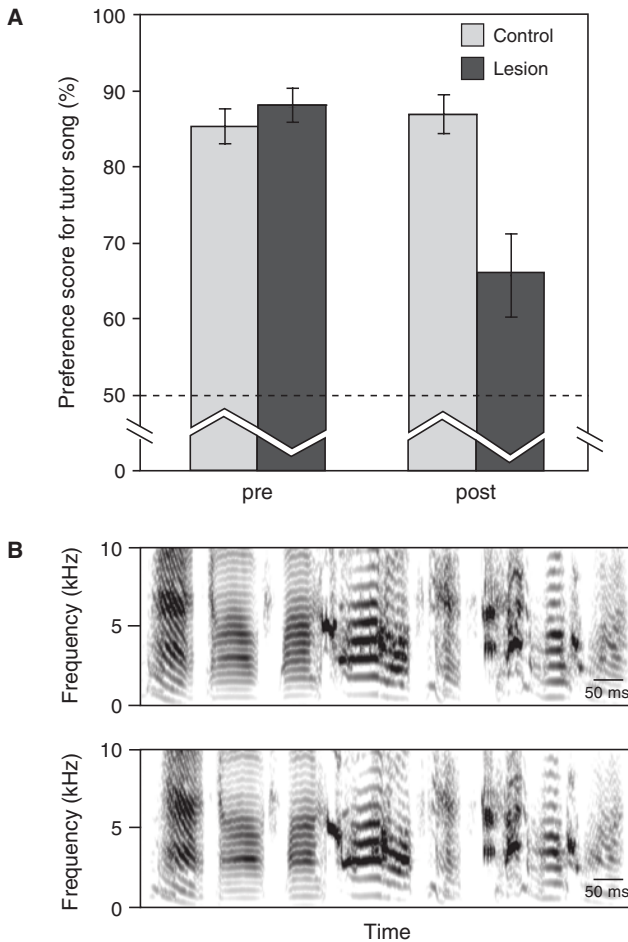 A
Preference score for tutor song (%)
100
90
80
70
60
50
0
Control
Lesion
pre
post
B
Frequency (kHz)
10
5
0
50 ms
Frequency (kHz)
10
5
0
50 ms
Time